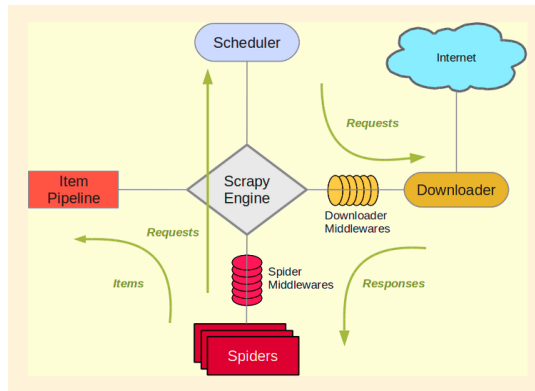 Scheduler
Internet
Requests
Item
Pipeline
Scrapy
Engine
Downloader
Downloader
Middlewares
Requests
Spider
Middlewares
Items
Responses
Spiders